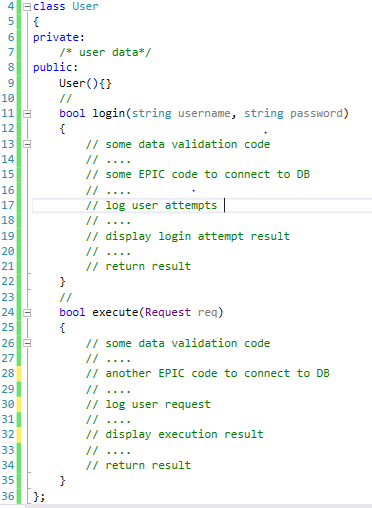 4 class User
5 {
6 private:
7 /* user data*/
8 public:
9 User(){}
10 //
11 bool login(string username, string password)
12 {
13 // some data validation code
14 // ....
15 // some EPIC code to connect to DB
16 // ....
17 // log user attempts
18 // ....
19 // display login attempt result
20 // ....
21 // return result
22 }
23 //
24 bool execute(Request req)
25 {
26 // some data validation code
27 // ....
28 // another EPIC code to connect to DB
29 // ....
30 // log user request
31 // ....
32 // display execution result
33 // ....
34 // return result
35 }
36 };